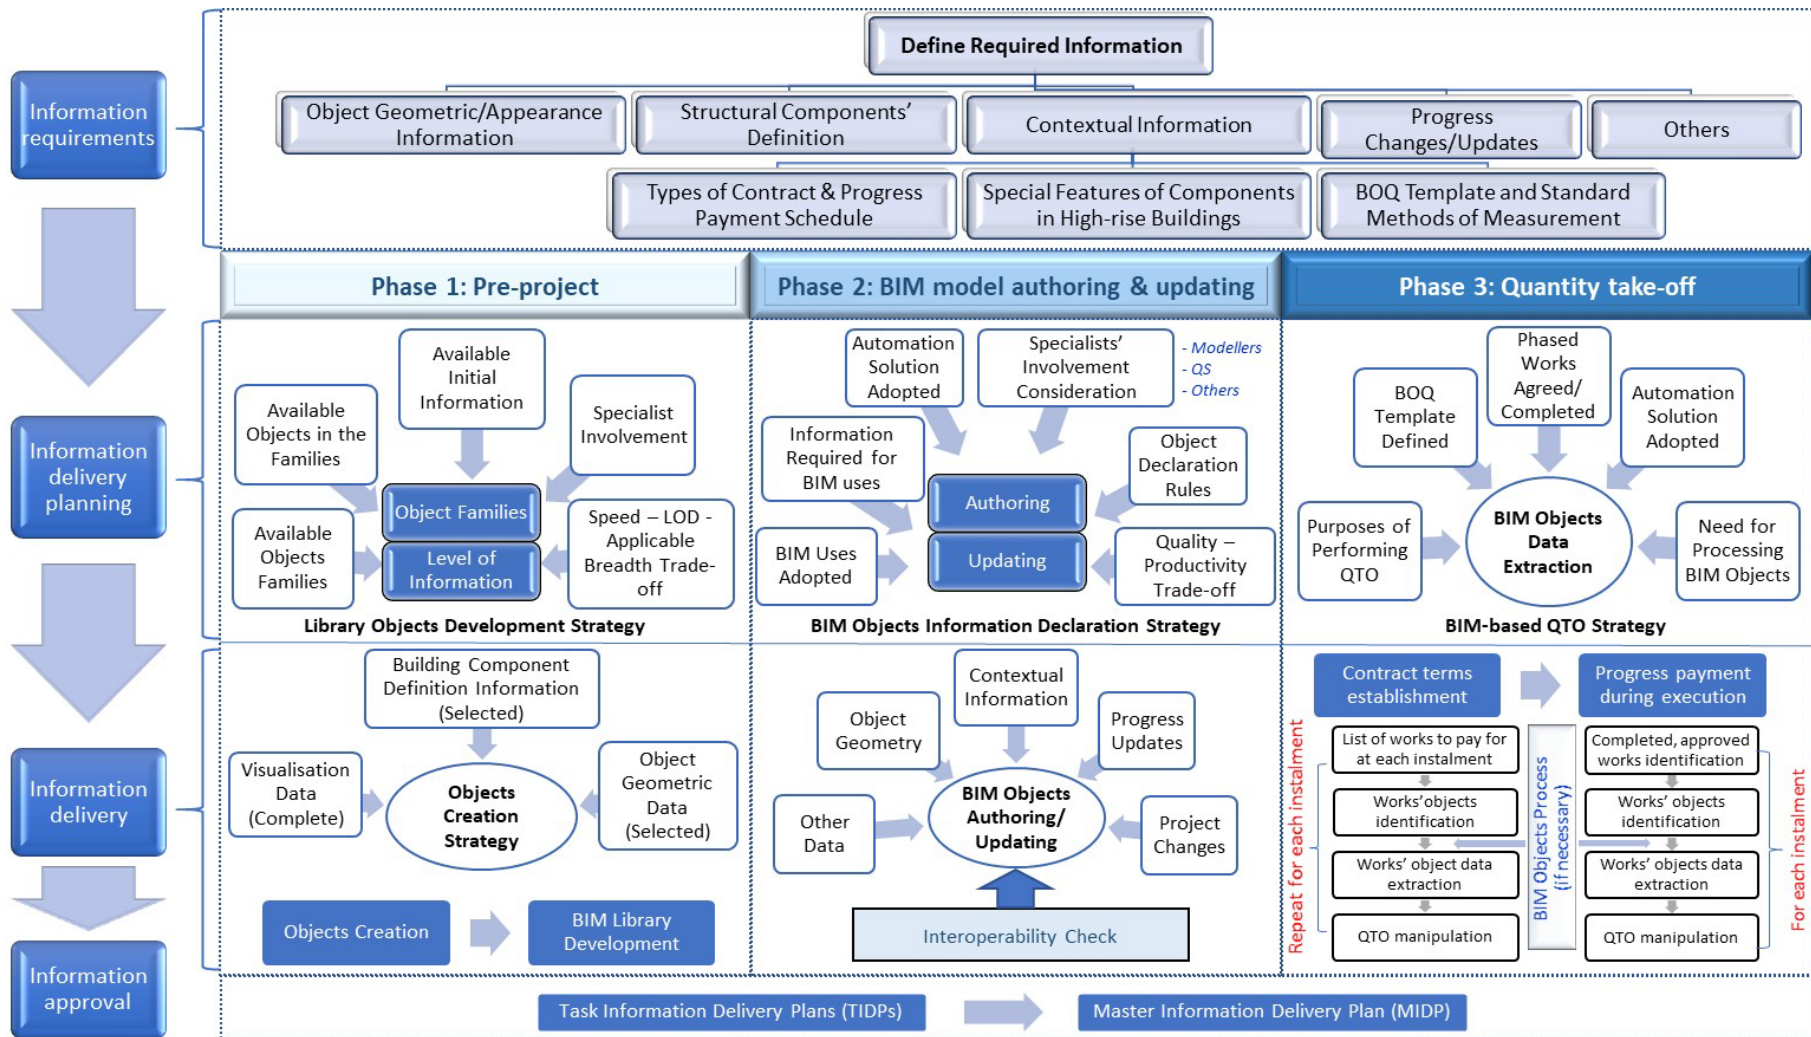 Information
requirements
Define Required Information
Object Geometric/Appearance
Information
Structural Components'
Definition
Contextual Information
Progress
Changes/Updates
Others
Types of Contract & Progress
Payment Schedule
Special Features of Components
in High-rise Buildings
BOQ Template and Standard
Methods of Measurement
Phase 1: Pre-project
Phase 2: BIM model authoring & updating
Phase 3: Quantity take-off
Information
delivery
planning
Available
Initial
Information
Available
Objects in the
Families
Specialist
Involvement
Object Families
Level of
Information
Available
Objects
Families
Speed – LOD -
Applicable
Breadth Trade-
off
Library Objects Development Strategy
Automation
Solution
Adopted
Specialists'
Involvement
Consideration
- Modellers
- QS
- Others
Information
Required for
BIM uses
Object
Declaration
Rules
Authoring
Updating
BIM Uses
Adopted
Quality –
Productivity
Trade-off
BIM Objects Information Declaration Strategy
Phased
Works
Agreed/
Completed
BOQ
Template
Defined
Automation
Solution
Adopted
Purposes of
Performing
QTO
BIM Objects
Data
Extraction
Need for
Processing
BIM Objects
BIM-based QTO Strategy
Information
delivery
Building Component
Definition Information
(Selected)
Visualisation
Data
(Complete)
Objects
Creation
Strategy
Object
Geometric
Data
(Selected)
Objects Creation
BIM Library
Development
Contextual
Information
Object
Geometry
Progress
Updates
BIM Objects
Authoring/
Updating
Other
Data
Project
Changes
Interoperability Check
Contract terms
establishment
Progress payment
during execution
Repeat for each instalment
List of works to pay for
at each instalment
Works'objects
identification
Works' object data
extraction
QTO manipulation
BIM Objects Process
(if necessary)
Completed, approved
works identification
Works' objects
identification
Works' objects data
extraction
QTO manipulation
For each instalment
Information
approval
Task Information Delivery Plans (TIDPs)
Master Information Delivery Plan (MIDP)